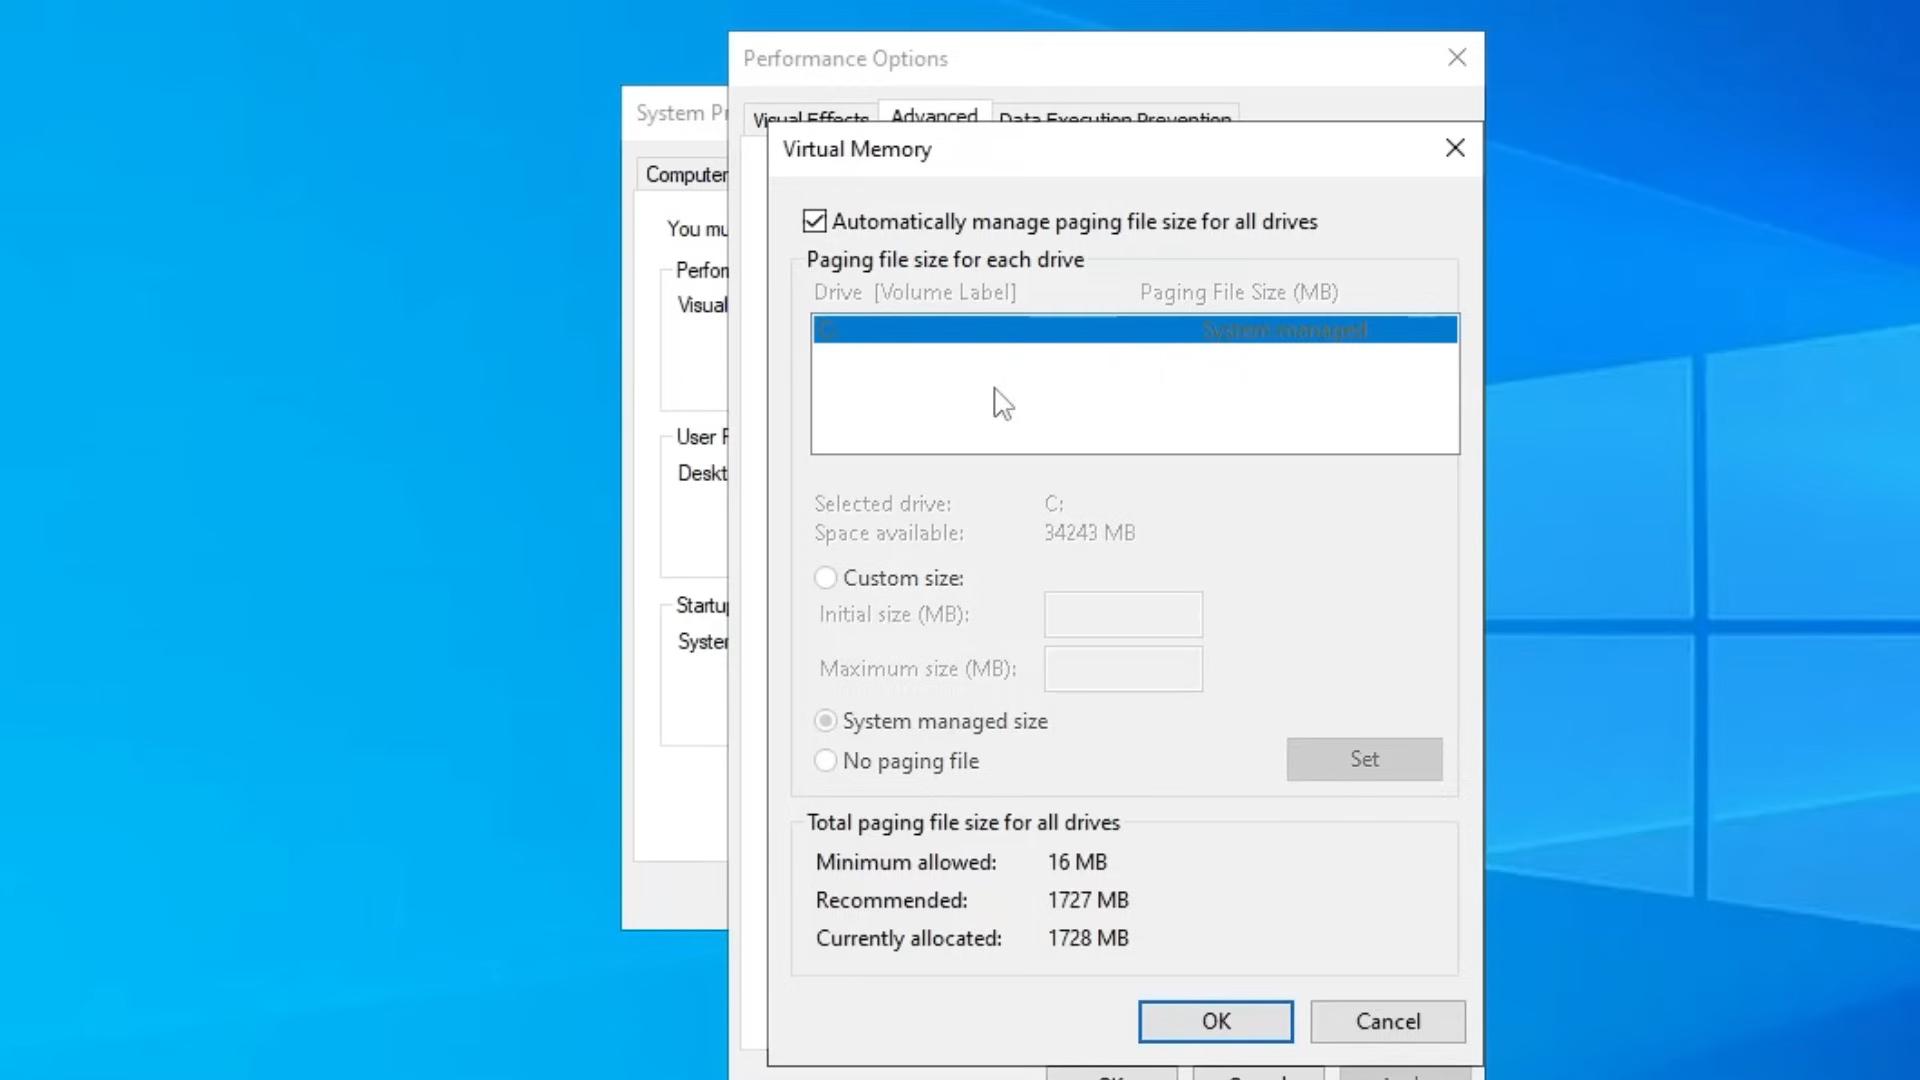 Performance Options
System Pr
Visual Effects
Advanced
Data Execution Prevention
Virtual Memory
Computer
Automatically manage paging file size for all drives
You mu
Paging file size for each drive
Perfor
Drive [Volume Label]
Paging File Size (MB)
Visual
C:
System managed
User
Deskt
Selected drive:
C:
Space available:
34243 MB
Custom size:
Startu
Initial size (MB):
System
Maximum size (MB):
System managed size
No paging file
Set
Total paging file size for all drives
Minimum allowed:
16 MB
Recommended:
1727 MB
Currently allocated:
1728 MB
OK
Cancel